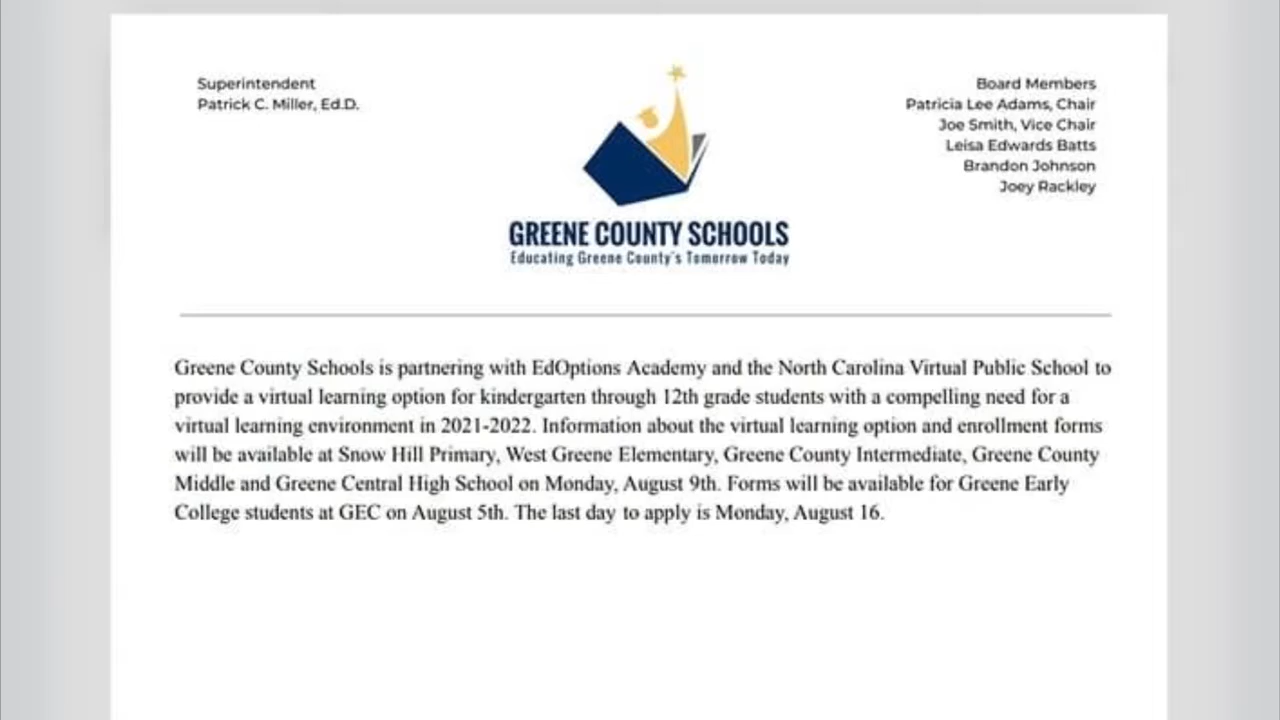 Superintendent
Patrick C. Miller, Ed.D.
Board Members
Patricia Lee Adams, Chair
Joe Smith, Vice Chair
Leisa Edwards Batts
Brandon Johnson
Joey Rackley
GREENE COUNTY SCHOOLS
Educating Greene County's Tomorrow Today
Greene County Schools is partnering with EdOptions Academy and the North Carolina Virtual Public School to
provide a virtual learning option for kindergarten through 12th grade students with a compelling need for a
virtual learning environment in 2021-2022. Information about the virtual learning option and enrollment forms
will be available at Snow Hill Primary, West Greene Elementary, Greene County Intermediate, Greene County
Middle and Greene Central High School on Monday, August 9th. Forms will be available for Greene Early
College students at GEC on August 5th. The last day to apply is Monday, August 16.